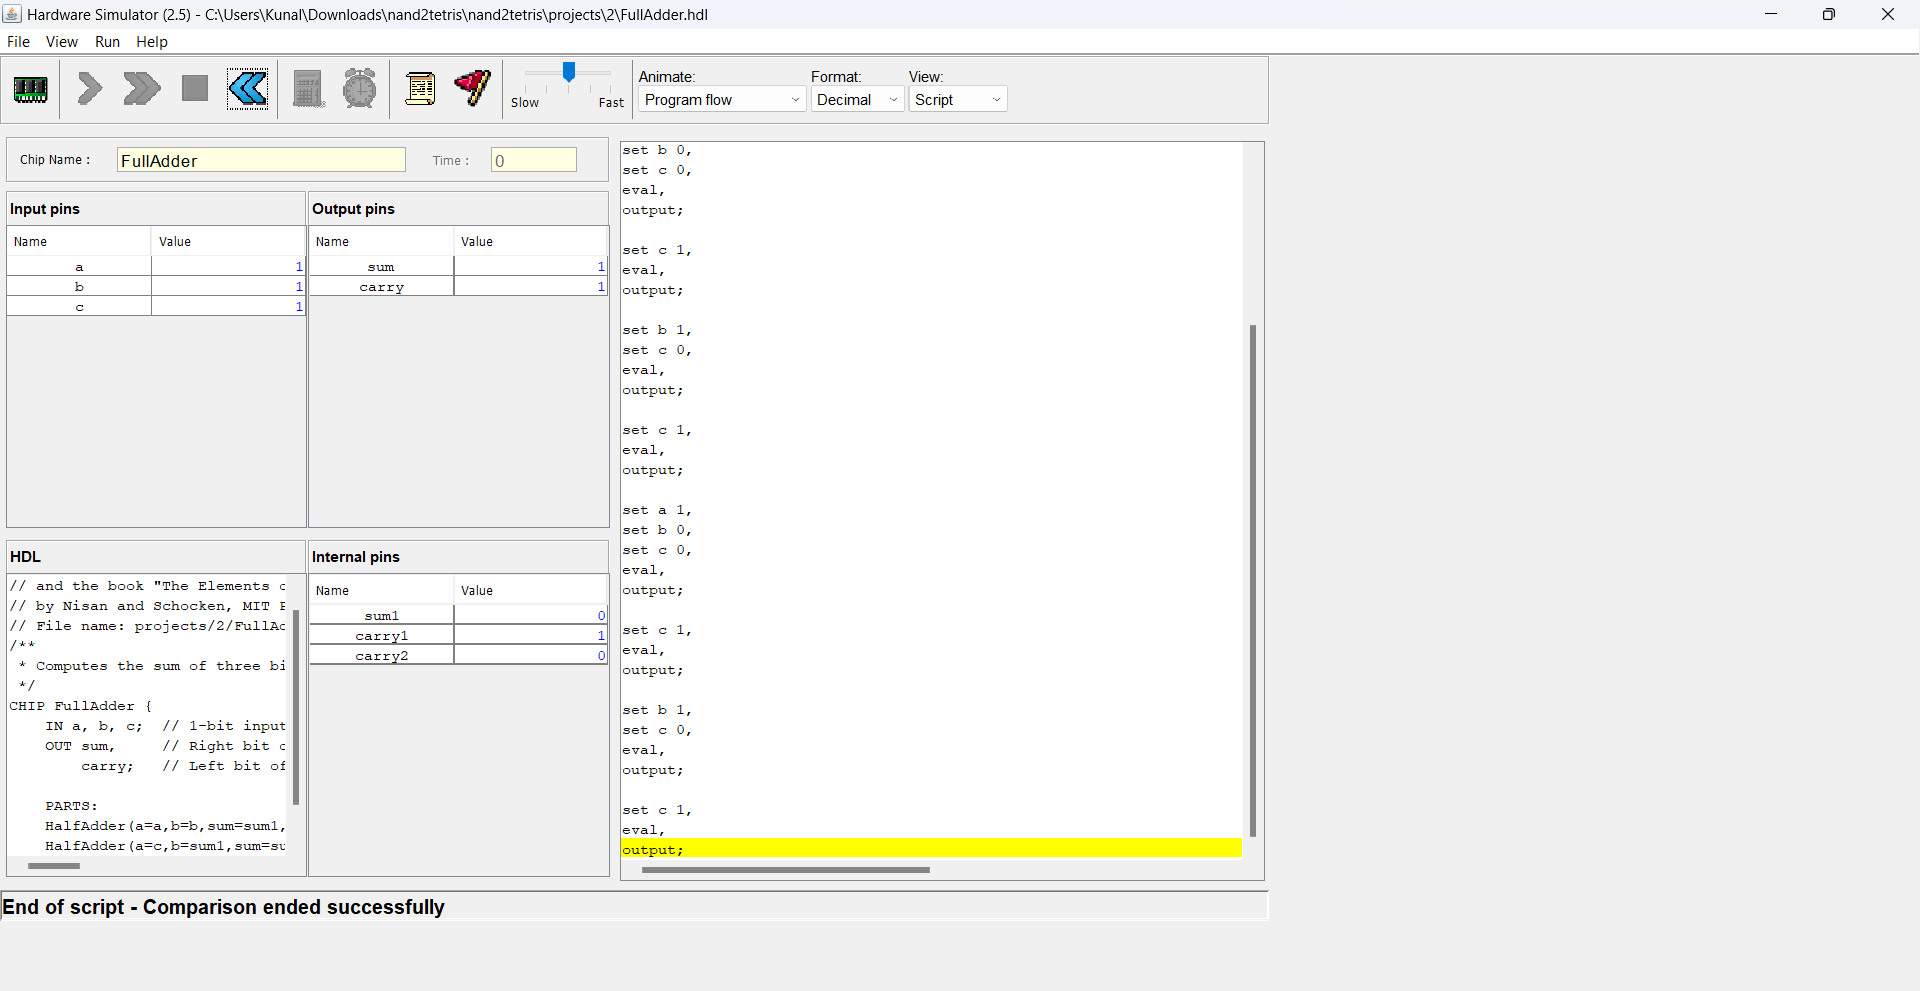 Hardware Simulator (2.5) - C:\Users\Kunal\Downloads\nand2tetris\nand2tetris\projects\2\FullAdder.hdl
File View Run Help
Slow Fast
Animate: Format: View:
Program flow Decimal Script
Chip Name : FullAdder Time : 0
Input pins
Name Value
a 1
b 1
c 1
Output pins
Name Value
sum 1
carry 1
HDL
// and the book "The Elements
// by Nisan and Schocken, MIT
// File name: projects/2/FullAd
/**
* Computes the sum of three bi
*/
CHIP FullAdder {
IN a, b, c; // 1-bit input
OUT sum, // Right bit
carry; // Left bit of
PARTS:
HalfAdder(a=a,b=b,sum=sum1,
HalfAdder(a=c,b=sum1,sum=su
Internal pins
Name Value
sum1 0
carry1 1
carry2 0
set b 0,
set c 0,
eval,
output;
set c 1,
eval,
output;
set b 1,
set c 0,
eval,
output;
set c 1,
eval,
output;
set a 1,
set b 0,
set c 0,
eval,
output;
set c 1,
eval,
output;
set b 1,
set c 0,
eval,
output;
set c 1,
eval,
output;
End of script - Comparison ended successfully